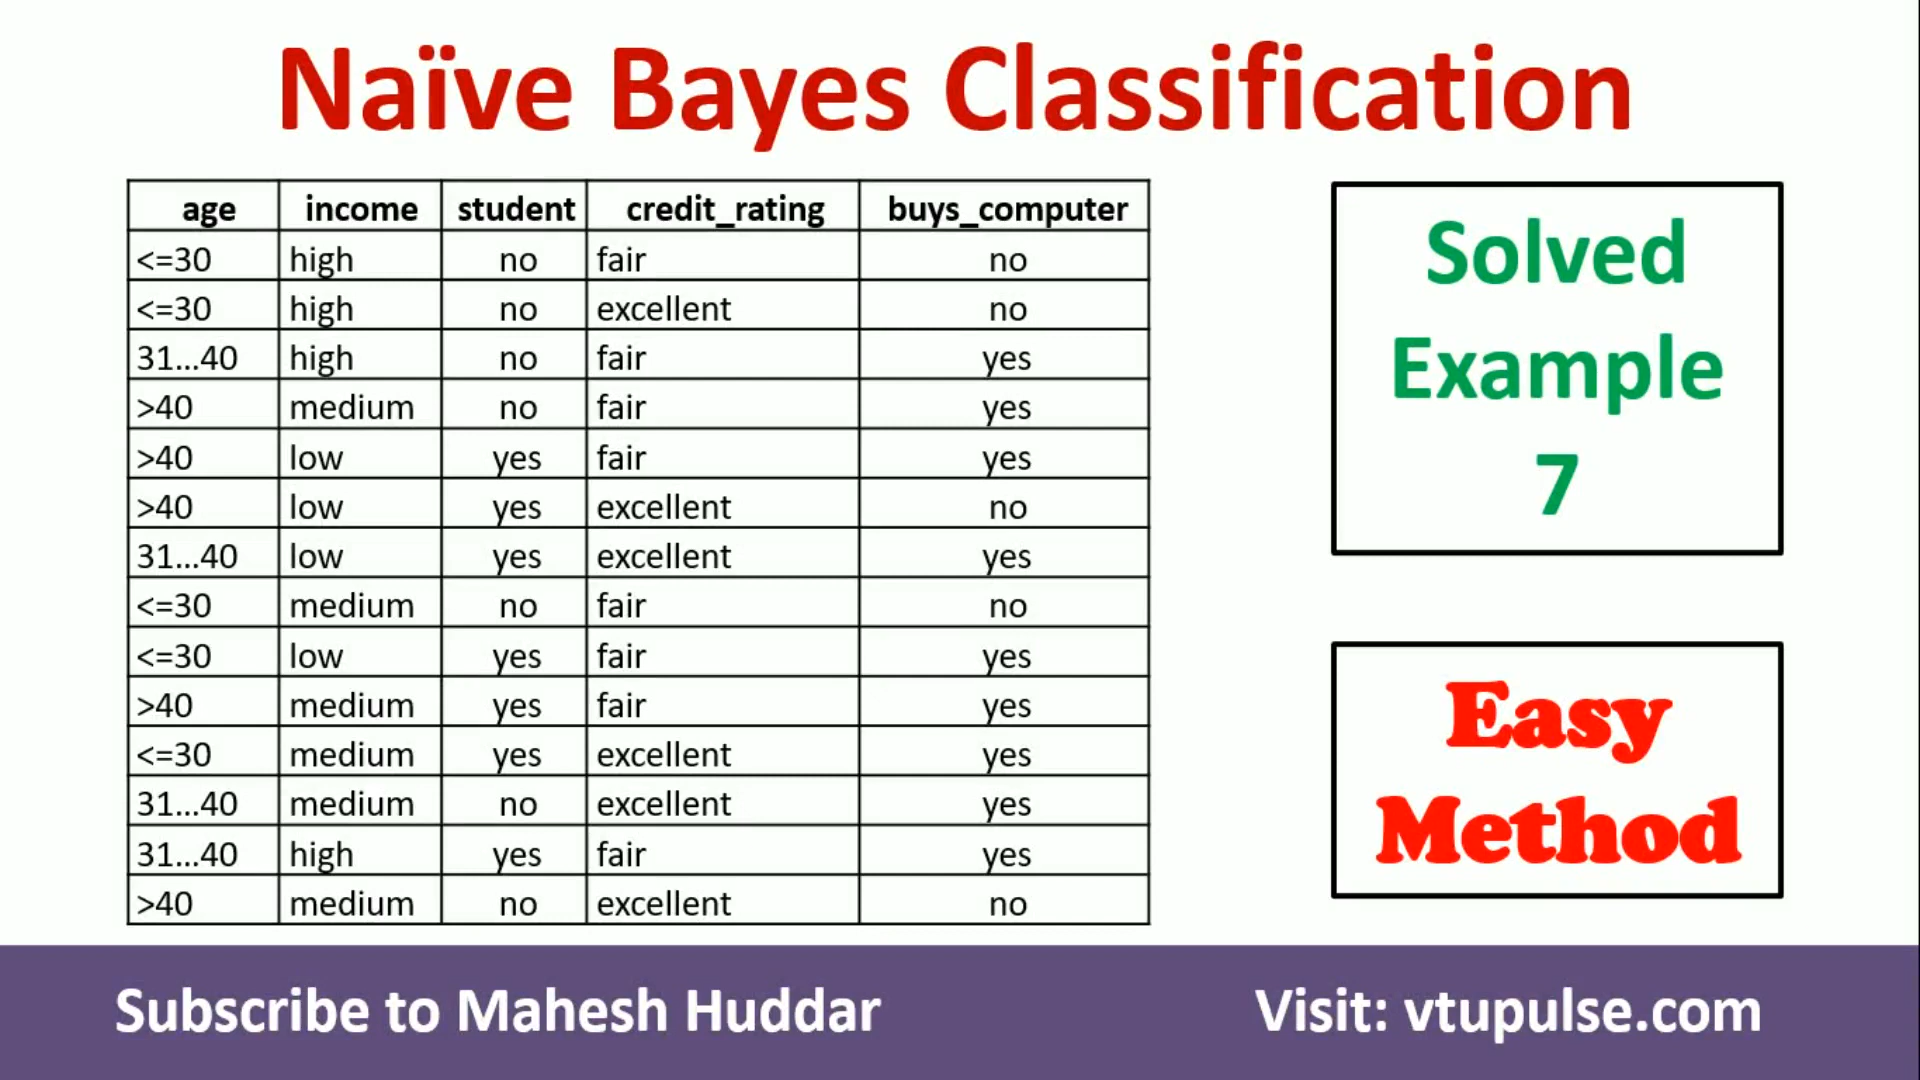 Naïve Bayes Classification
age income student credit_rating buys_computer
<=30 high no fair no
<=30 high no excellent no
31…40 high no fair yes
>40 medium no fair yes
>40 low yes fair yes
>40 low yes excellent no
31…40 low yes excellent yes
<=30 medium no fair no
<=30 low yes fair yes
>40 medium yes fair yes
<=30 medium yes excellent yes
31…40 medium no excellent yes
31…40 high yes fair yes
>40 medium no excellent no
Solved
Example
7
Easy
Method
Subscribe to Mahesh Huddar
Visit: vtupulse.com